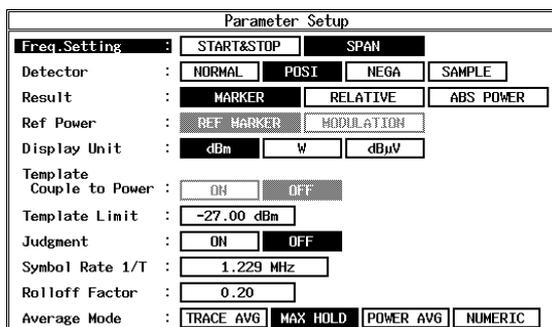 Parameter Setup
Freq.Setting : START&STOP SPAN
Detector : NORMAL POSI NEGA SAMPLE
Result : MARKER RELATIVE ABS POWER
Ref Power : REF MARKER MODULATION
Display Unit : dBm W dBµV
Template
Couple to Power : ON OFF
Template Limit : -27.00 dBm
Judgment : ON OFF
Symbol Rate 1/T : 1.229 MHz
Rolloff Factor : 0.20
Average Mode : TRACE AVG MAX HOLD POWER AVG NUMERIC